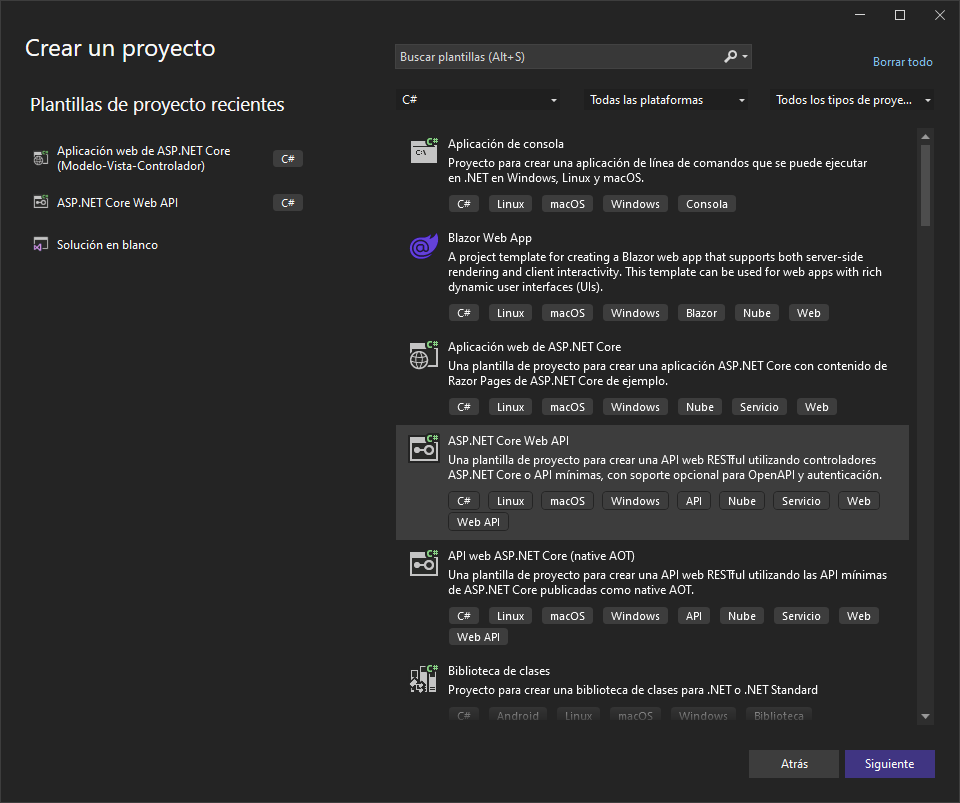 Crear un proyecto
Buscar plantillas (Alt+S)
Borrar todo
Plantillas de proyecto recientes
C#
Todas las plataformas
Todos los tipos de proye...
Aplicación web de ASP.NET Core
(Modelo-Vista-Controlador)
C#
ASP.NET Core Web API
C#
Solución en blanco
Aplicación de consola
Proyecto para crear una aplicación de línea de comandos que se puede ejecutar
en .NET en Windows, Linux y macOS.
C# Linux macOS Windows Consola
Blazor Web App
A project template for creating a Blazor web app that supports both server-side
rendering and client interactivity. This template can be used for web apps with rich
dynamic user interfaces (UIs).
C# Linux macOS Windows Blazor Nube Web
Aplicación web de ASP.NET Core
Una plantilla de proyecto para crear una aplicación ASP.NET Core con contenido de
Razor Pages de ASP.NET Core de ejemplo.
C# Linux macOS Windows Nube Servicio Web
ASP.NET Core Web API
Una plantilla de proyecto para crear una API web RESTful utilizando controladores
ASP.NET Core o API mínimas, con soporte opcional para OpenAPI y autenticación.
C# Linux macOS Windows API Nube Servicio Web
Web API
API web ASP.NET Core (native AOT)
Una plantilla de proyecto para crear una API web RESTful utilizando las API mínimas
de ASP.NET Core publicadas como native AOT.
C# Linux macOS Windows API Nube Servicio Web
Web API
Biblioteca de clases
Proyecto para crear una biblioteca de clases para .NET o .NET Standard
C# Android Linux macOS Windows Biblioteca
Atrás
Siguiente